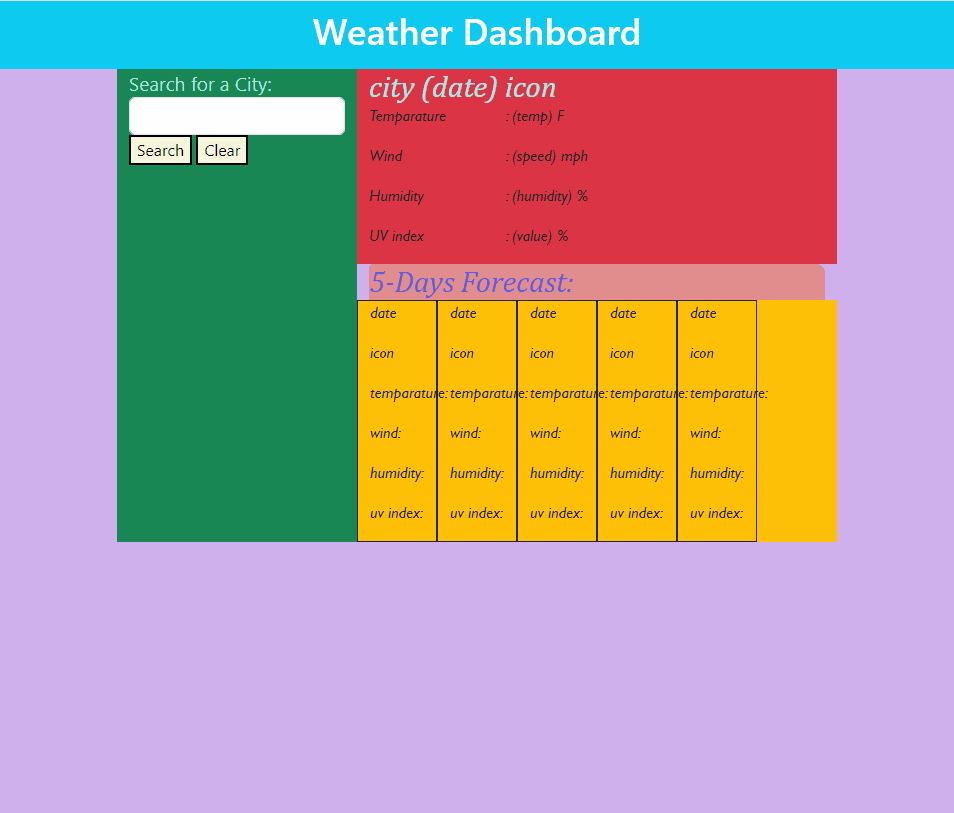 Weather Dashboard
Search for a City:
Search Clear
city (date) icon
Temparature : (temp) F
Wind : (speed) mph
Humidity : (humidity) %
UV index : (value) %
5-Days Forecast:
date date date date date
icon icon icon icon icon
temparature: temparature: temparature: temparature: temparature:
wind: wind: wind: wind: wind:
humidity: humidity: humidity: humidity: humidity:
uv index: uv index: uv index: uv index: uv index: